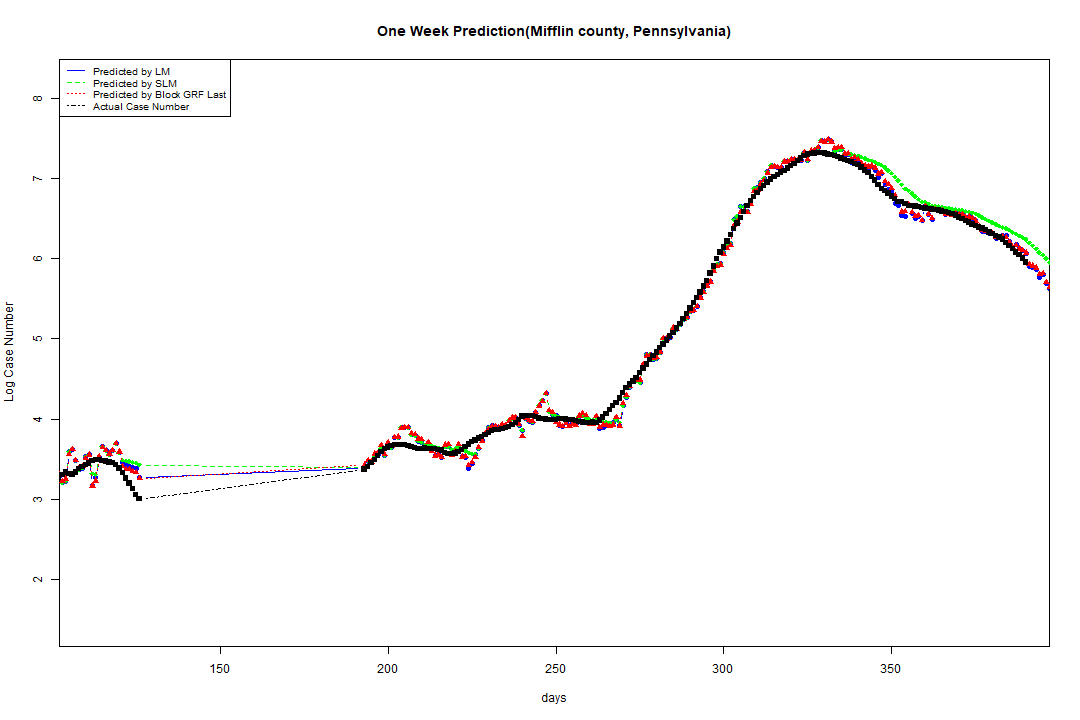 One Week Prediction(Mifflin county, Pennsylvania)
Predicted by LM
Predicted by SLM
Predicted by Block GRF Last
Actual Case Number
8
7
6
5
4
3
2
Log Case Number
150 200 250 300 350
days